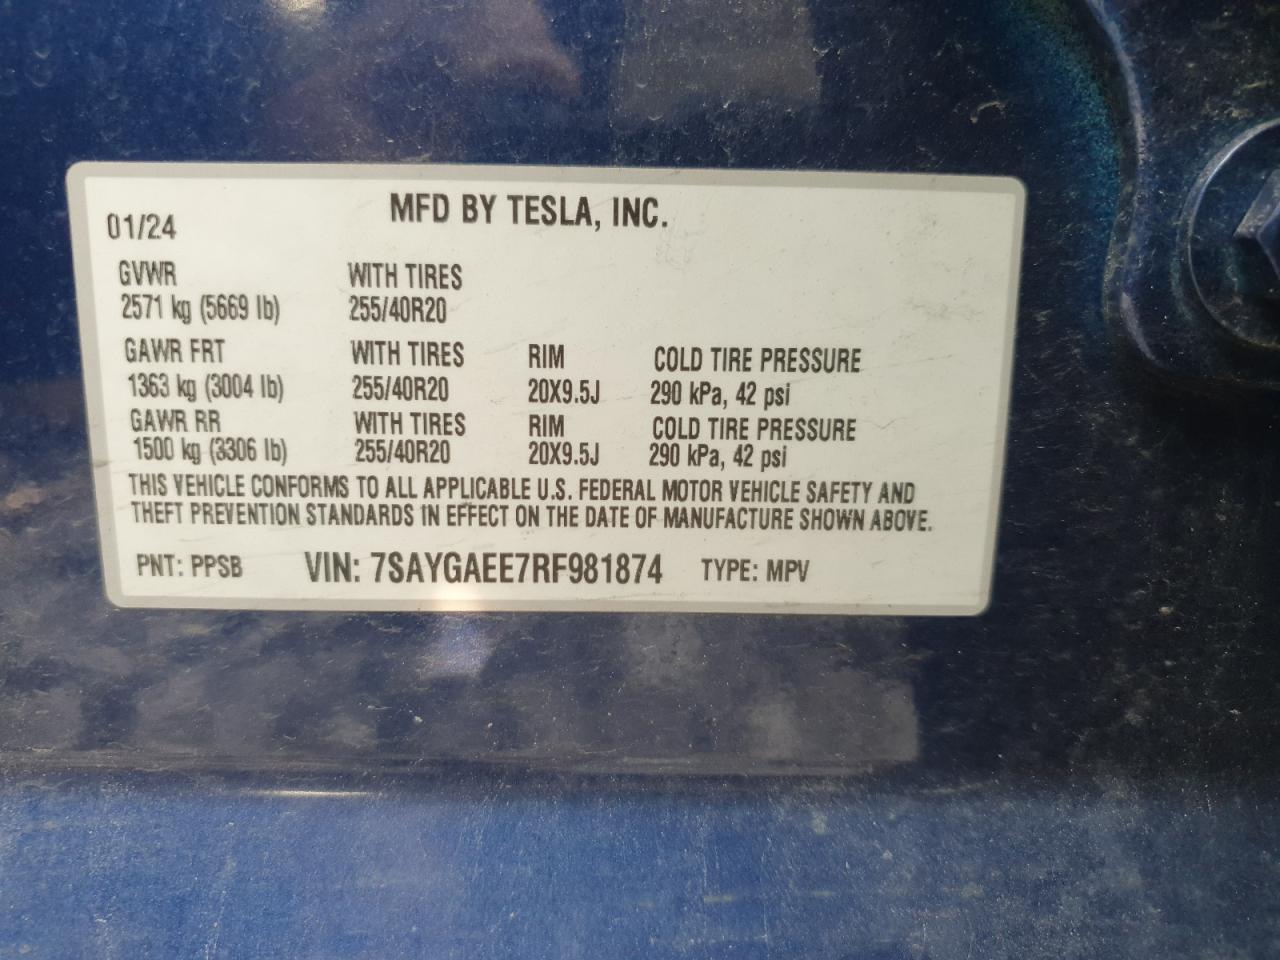 MFD BY TESLA, INC.
01/24
GVWR WITH TIRES
2571 kg (5669 lb) 255/40R20
GAWR FRT WITH TIRES RIM COLD TIRE PRESSURE
1363 kg (3004 lb) 255/40R20 20X9.5J 290 kPa, 42 psi
GAWR RR WITH TIRES RIM COLD TIRE PRESSURE
1500 kg (3306 lb) 255/40R20 20X9.5J 290 kPa, 42 psi
THIS VEHICLE CONFORMS TO ALL APPLICABLE U.S. FEDERAL MOTOR VEHICLE SAFETY AND
THEFT PREVENTION STANDARDS IN EFFECT ON THE DATE OF MANUFACTURE SHOWN ABOVE.
PNT: PPSB VIN: 7SAYGAEE7RF981874 TYPE: MPV